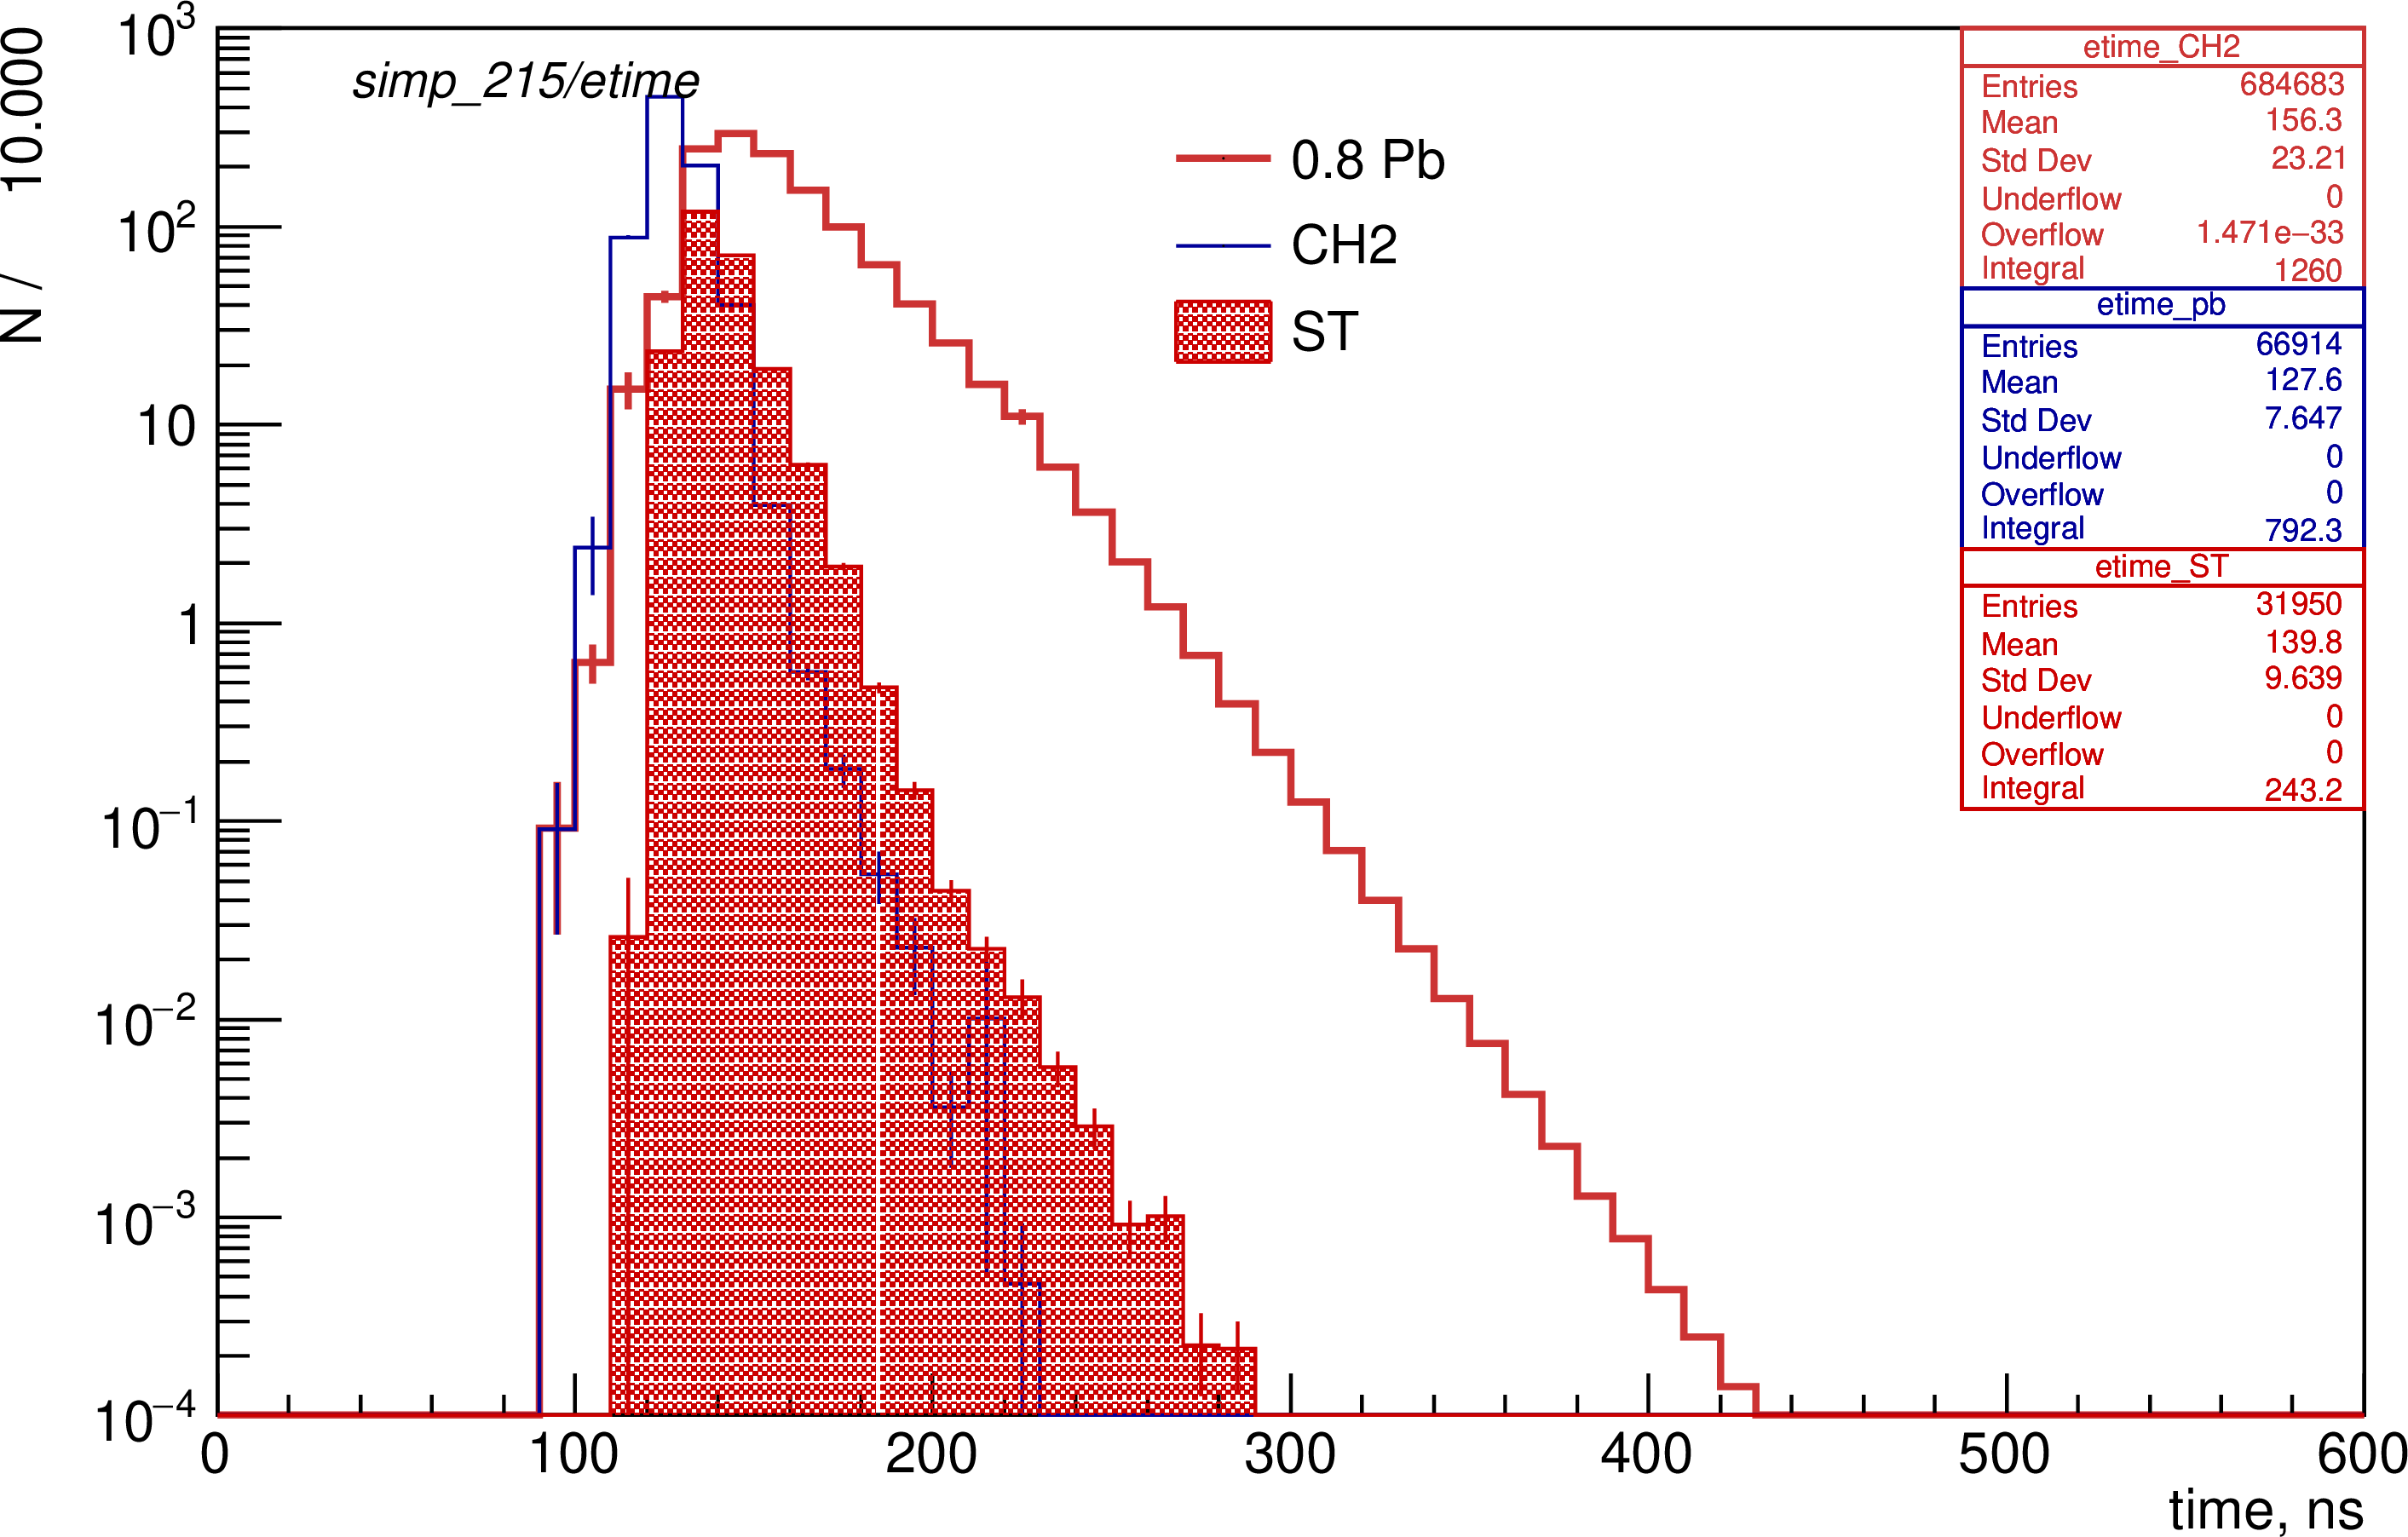 simp_215/etime
N / 10.0000
10³
10²
10
1
10⁻¹
10⁻²
10⁻³
10⁻⁴
0 100 200 300 400 500 600
time, ns
0.8 Pb
CH2
ST
etime_CH2
Entries 684683
Mean 156.3
Std Dev 23.21
Underflow 0
Overflow 1.471e−33
Integral 1260
etime_pb
Entries 66914
Mean 127.6
Std Dev 7.647
Underflow 0
Overflow 0
Integral 792.3
etime_ST
Entries 31950
Mean 139.8
Std Dev 9.639
Underflow 0
Overflow 0
Integral 243.2